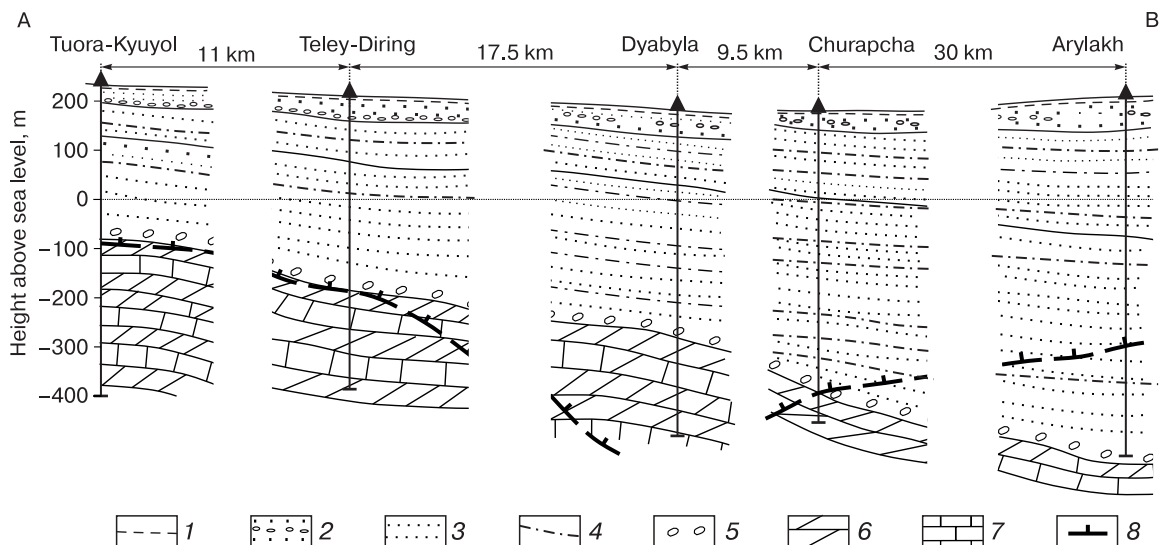 A B
Tuora-Kyuyol Teley-Diring Dyabyla Churapcha Arylakh
11 km 17.5 km 9.5 km 30 km
Height above sea level, m
200
100
0
−100
−200
−300
−400
1 2 3 4 5 6 7 8